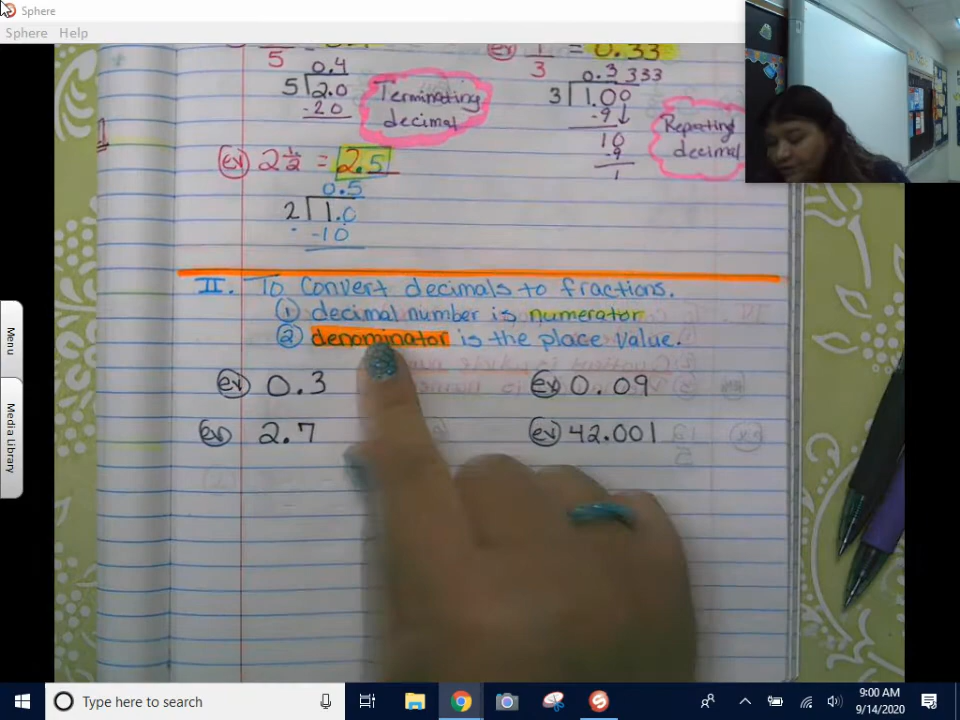 Sphere
Sphere Help
5
0.4
5 2.0
-20
Terminating
decimal
ex 1/3 = 0.33
0.3333
3 1.00
-9
10
-9
1
Repeating
decimal
ex 2 1/2 = 2.5
0.5
2 1.0
-10
II. To Convert decimals to fractions.
1 decimal number is numerator
2 denominator is the place value.
ex 0.3
ex 0.09
ex 2.7
ex 42.001
Menu
Media Library
Type here to search
9:00 AM
9/14/2020